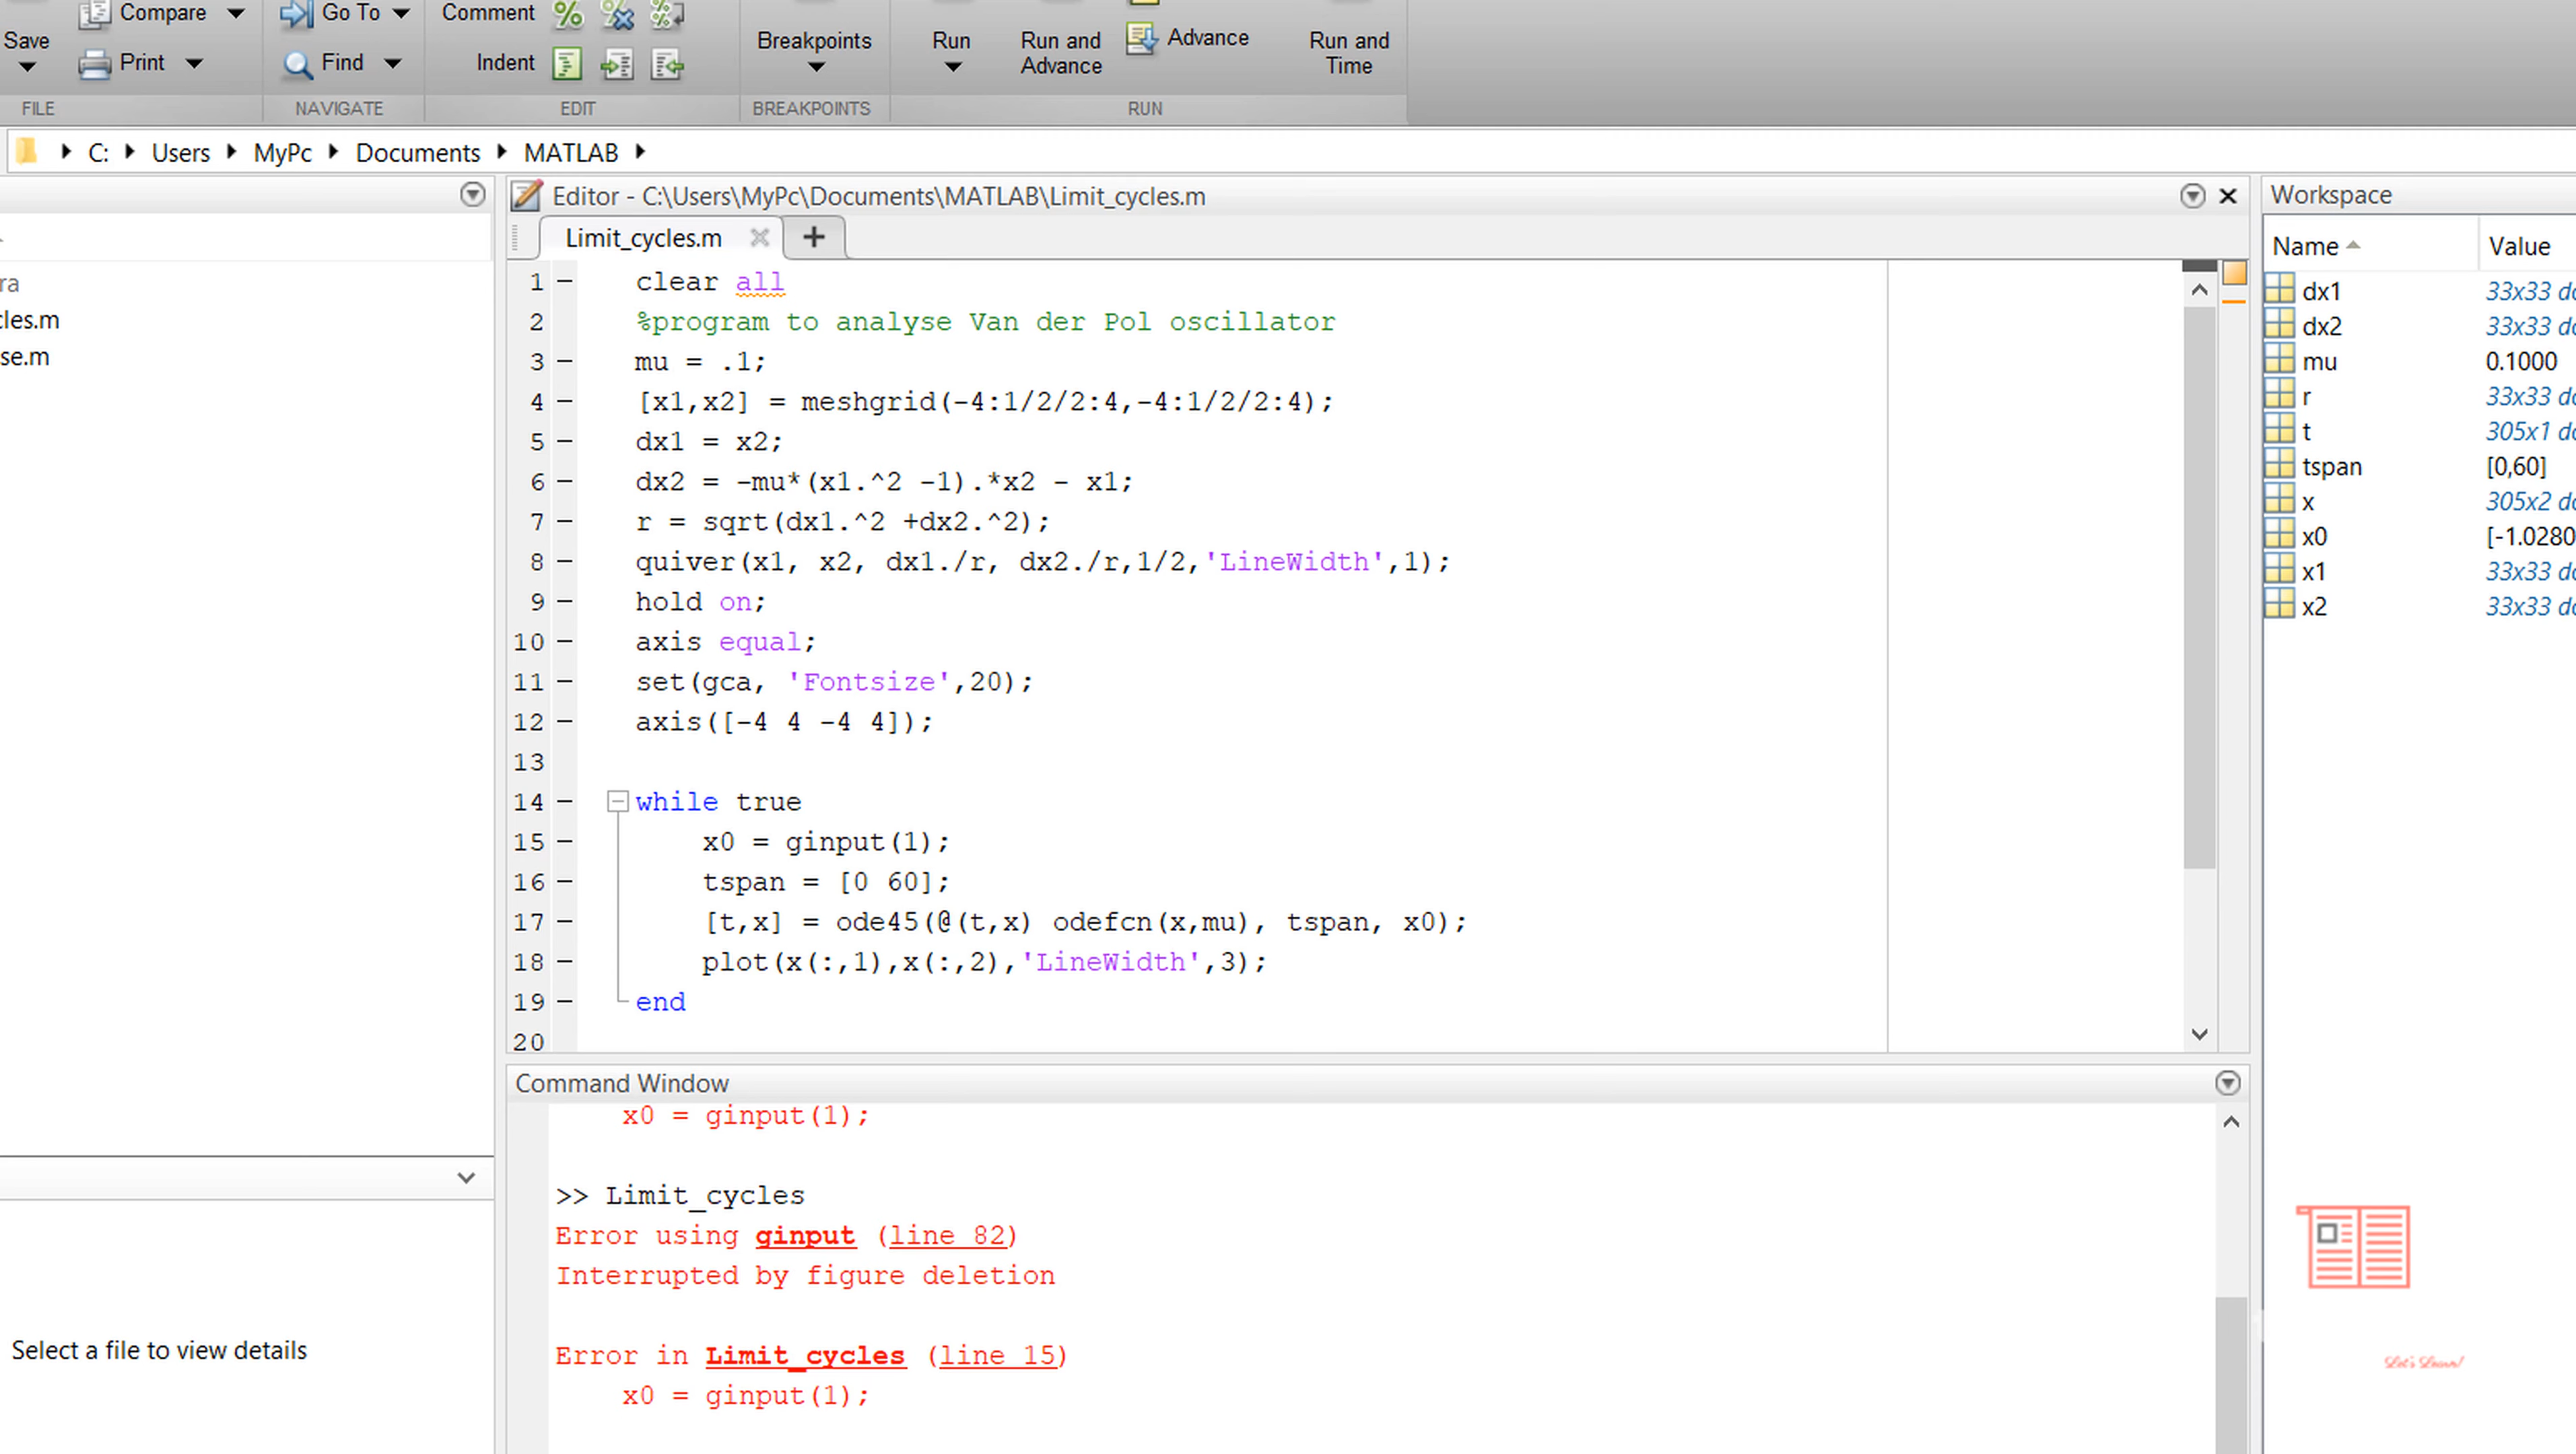 Compare
Go To
Comment
Save
Print
Find
Indent
Breakpoints
Run
Run and
Advance
Advance
Run and
Time
FILE
NAVIGATE
EDIT
BREAKPOINTS
RUN
C:
Users
MyPc
Documents
MATLAB
ra
cles.m
se.m
Select a file to view details
Editor - C:\Users\MyPc\Documents\MATLAB\Limit_cycles.m
Limit_cycles.m
1 - clear all
2 %program to analyse Van der Pol oscillator
3 - mu = .1;
4 - [x1,x2] = meshgrid(-4:1/2/2:4,-4:1/2/2:4);
5 - dx1 = x2;
6 - dx2 = -mu*(x1.^2 -1).*x2 - x1;
7 - r = sqrt(dx1.^2 +dx2.^2);
8 - quiver(x1, x2, dx1./r, dx2./r,1/2,'LineWidth',1);
9 - hold on;
10 - axis equal;
11 - set(gca, 'Fontsize',20);
12 - axis([-4 4 -4 4]);
13
14 - while true
15 - x0 = ginput(1);
16 - tspan = [0 60];
17 - [t,x] = ode45(@(t,x) odefcn(x,mu), tspan, x0);
18 - plot(x(:,1),x(:,2),'LineWidth',3);
19 - end
20
Command Window
x0 = ginput(1);
>> Limit_cycles
Error using ginput (line 82)
Interrupted by figure deletion
Error in Limit_cycles (line 15)
x0 = ginput(1);
Workspace
Name Value
dx1 33x33 do
dx2 33x33 do
mu 0.1000
r 33x33 do
t 305x1 do
tspan [0,60]
x 305x2 do
x0 [-1.0280
x1 33x33 do
x2 33x33 do
Let's Learn!